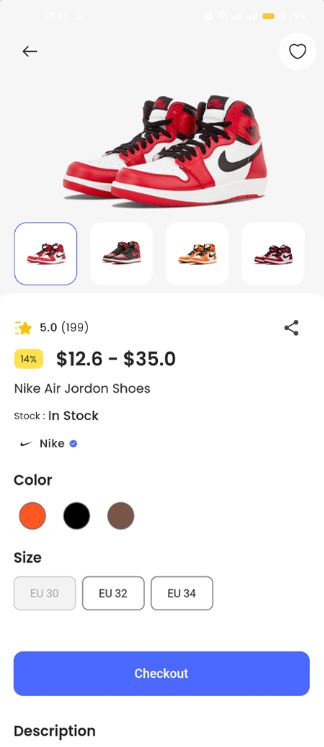 5.0 (199)
14% $12.6 - $35.0
Nike Air Jordon Shoes
Stock : In Stock
Nike
Color
Size
EU 30 EU 32 EU 34
Checkout
Description